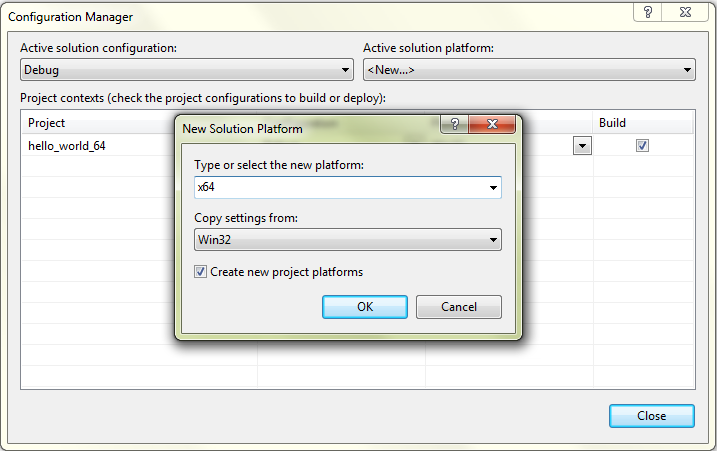 Configuration Manager
Active solution configuration:
Active solution platform:
Debug
<New...>
Project contexts (check the project configurations to build or deploy):
Project
Build
hello_world_64
New Solution Platform
Type or select the new platform:
x64
Copy settings from:
Win32
Create new project platforms
OK
Cancel
Close